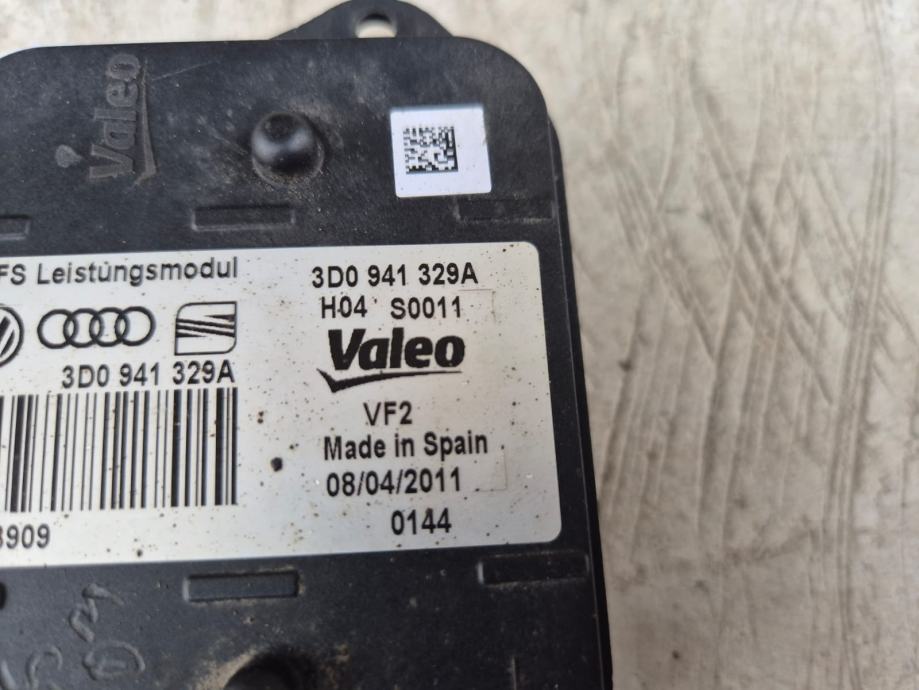 Valeo
FS Leistungsmodul
3D0 941 329A
3D0 941 329A
H04 S0011
Valeo
VF2
Made in Spain
08/04/2011
0144
3909